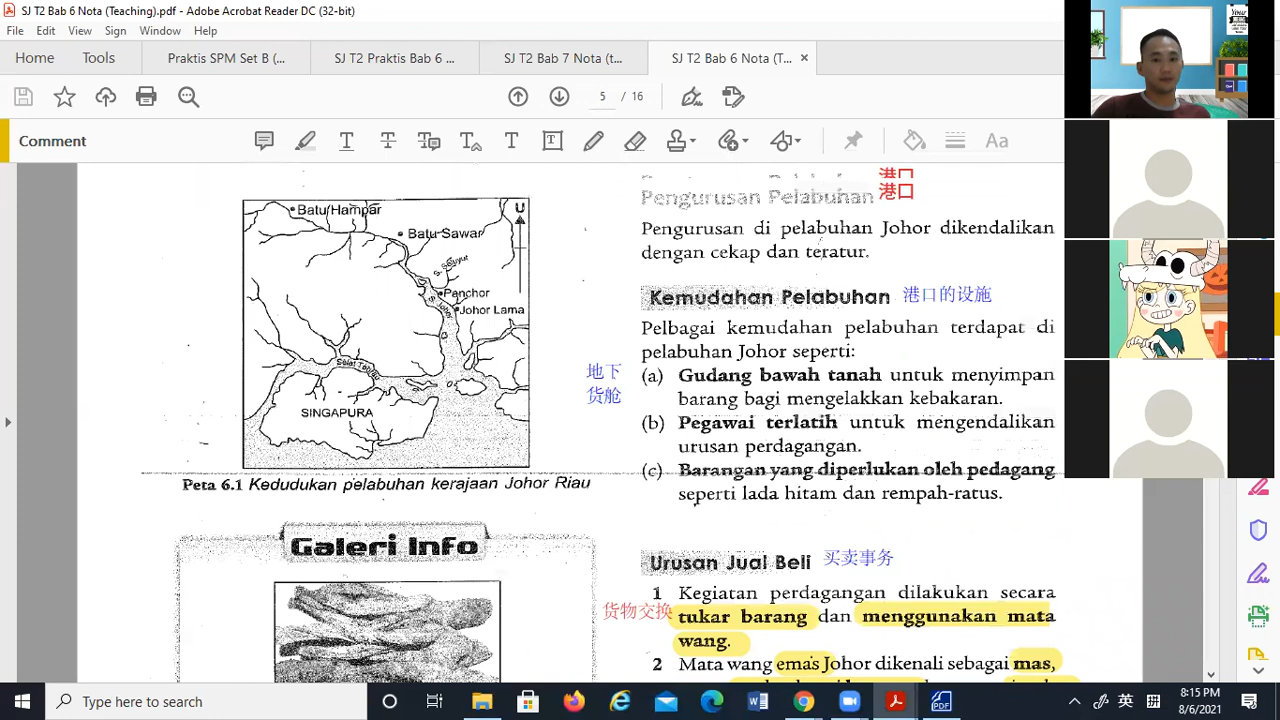 SJ T2 Bab 6 Nota (Teaching).pdf - Adobe Acrobat Reader DC (32-bit)
File Edit View Sign Window Help
Home Tools Praktis SPM Set B (... SJ T2 Praktis Bab 6 ... SJ T2 Bab 7 Nota (t... SJ T2 Bab 6 Nota (T... ×
5 / 16
Comment
Batu Hampar
Batu Sawar
U
Panchor
Johor Lama
SINGAPURA
Peta 6.1 Kedudukan pelabuhan kerajaan Johor Riau
Galeri Info
港口
Pengurusan Pelabuhan 港口
Pengurusan di pelabuhan Johor dikendalikan
dengan cekap dan teratur.
Kemudahan Pelabuhan 港口的设施
Pelbagai kemudahan pelabuhan terdapat di
pelabuhan Johor seperti:
地下
货舱
(a) Gudang bawah tanah untuk menyimpan
barang bagi mengelakkan kebakaran.
(b) Pegawai terlatih untuk mengendalikan
urusan perdagangan.
(c) Barangan yang diperlukan oleh pedagang
seperti lada hitam dan rempah-ratus.
Urusan Jual Beli 买卖事务
1 Kegiatan perdagangan dilakukan secara
货物交换 tukar barang dan menggunakan mata
wang.
2 Mata wang emas Johor dikenali sebagai mas,
Type here to search
英
拼
8:15 PM
8/6/2021